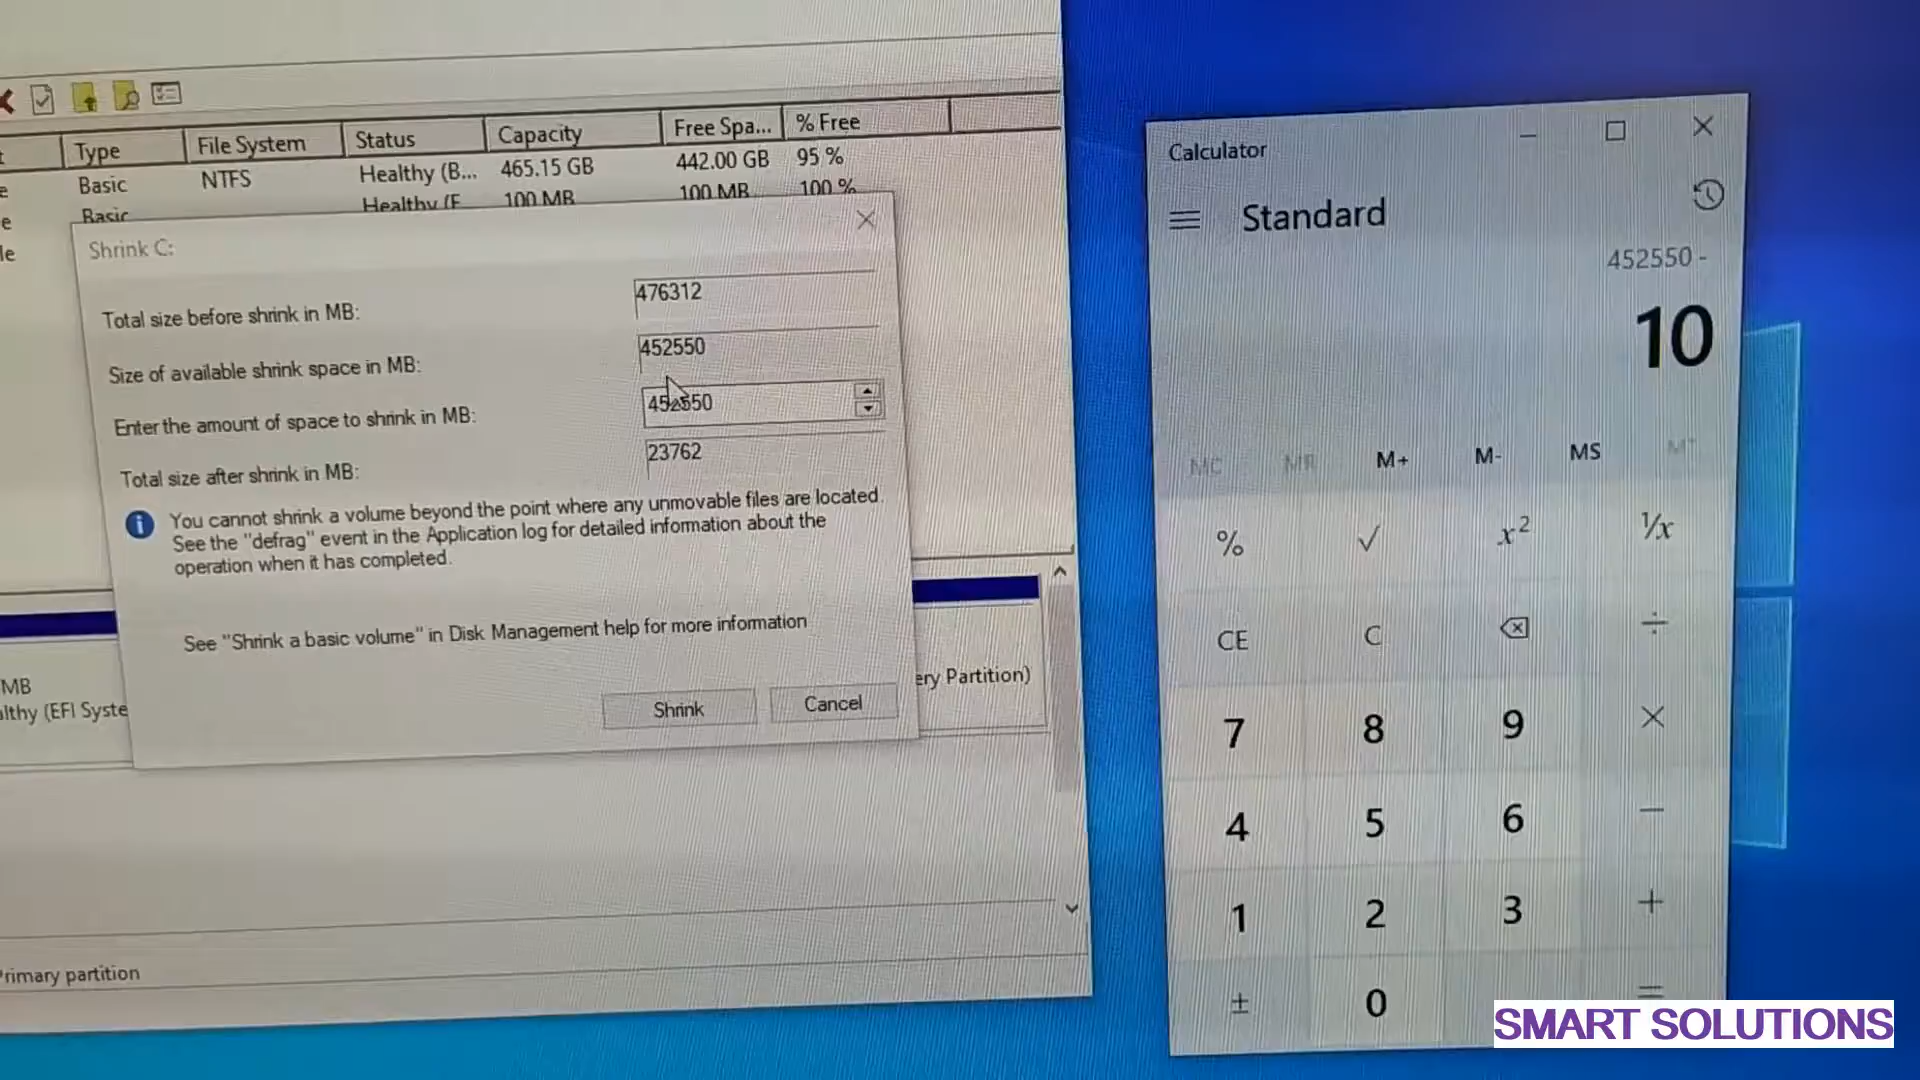 Type File System Status Capacity Free Spa... % Free
Basic NTFS Healthy (B... 465.15 GB 442.00 GB 95 %
Basic Healthy (E 100 MB 100 MB 100 %
Shrink C:
Total size before shrink in MB: 476312
Size of available shrink space in MB: 452550
Enter the amount of space to shrink in MB: 452550
Total size after shrink in MB: 23762
You cannot shrink a volume beyond the point where any unmovable files are located.
See the "defrag" event in the Application log for detailed information about the
operation when it has completed.
See "Shrink a basic volume" in Disk Management help for more information
Shrink Cancel
MB
lthy (EFI Syste
ery Partition)
Primary partition
Calculator
Standard
452550 -
10
MC MR M+ M- MS
% √ x² ¹/x
CE C ÷
7 8 9 ×
4 5 6 −
1 2 3 +
± 0 =
SMART SOLUTIONS